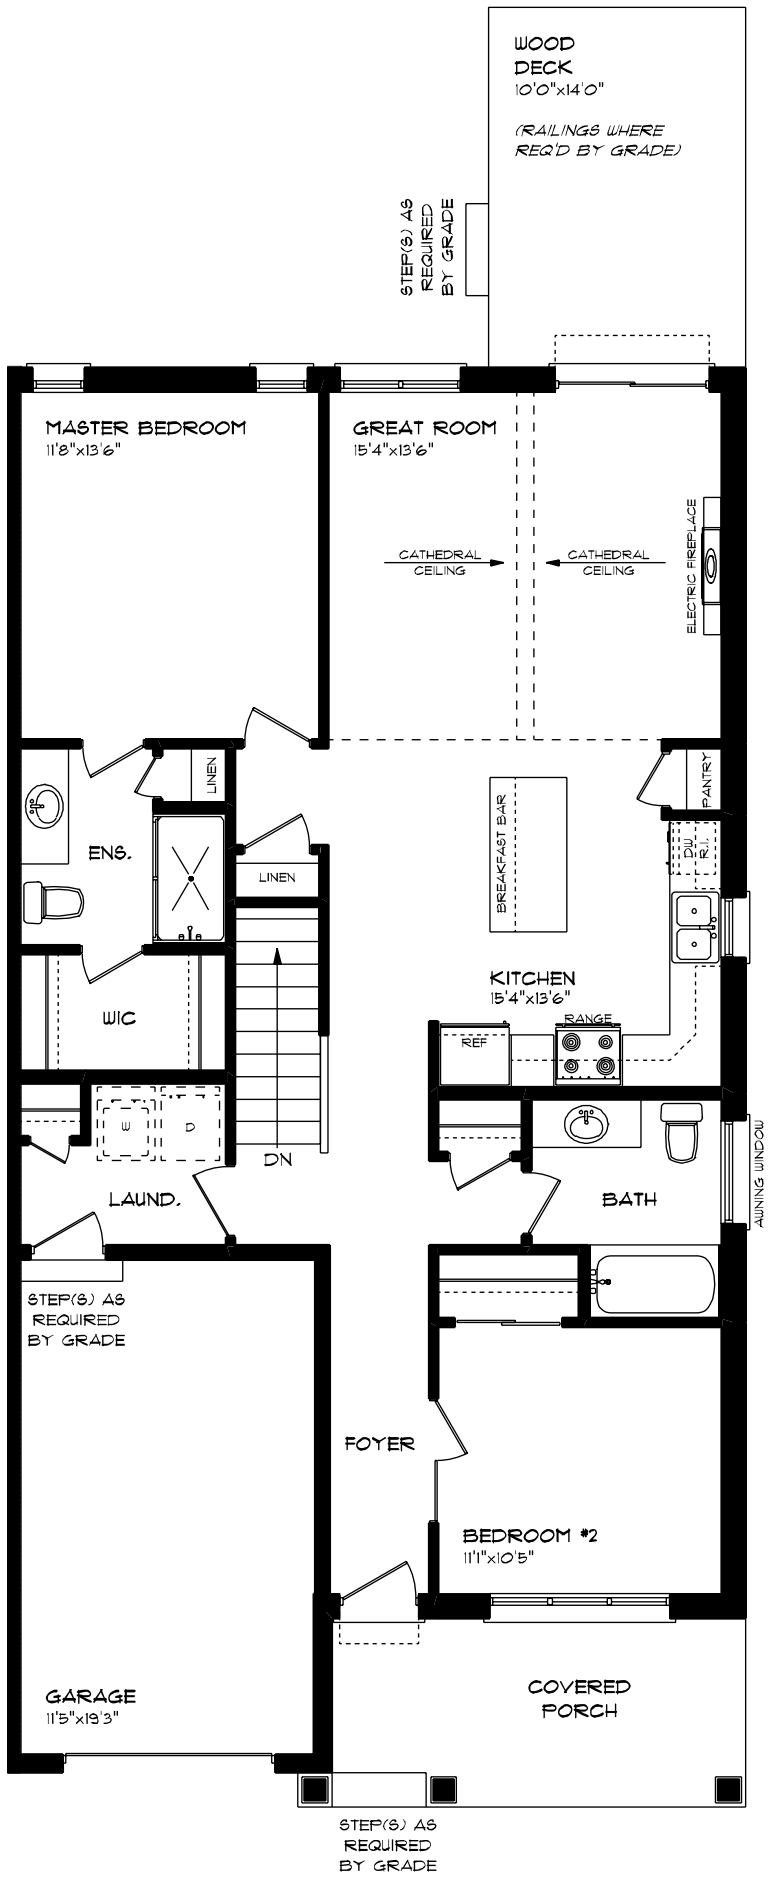 WOOD
DECK
10'0"x14'0"
(RAILINGS WHERE
REQ'D BY GRADE)
STEP(S) AS
REQUIRED
BY GRADE
MASTER BEDROOM
11'8"x13'6"
GREAT ROOM
15'4"x13'6"
CATHEDRAL
CEILING
CATHEDRAL
CEILING
ELECTRIC FIREPLACE
LINEN
PANTRY
BREAKFAST BAR
DW
R.I.
ENS.
LINEN
KITCHEN
15'4"x13'6"
WIC
RANGE
REF
W
D
DN
AWNING WINDOW
LAUND.
BATH
STEP(S) AS
REQUIRED
BY GRADE
FOYER
BEDROOM #2
11'1"x10'5"
GARAGE
11'5"x19'3"
COVERED
PORCH
STEP(S) AS
REQUIRED
BY GRADE